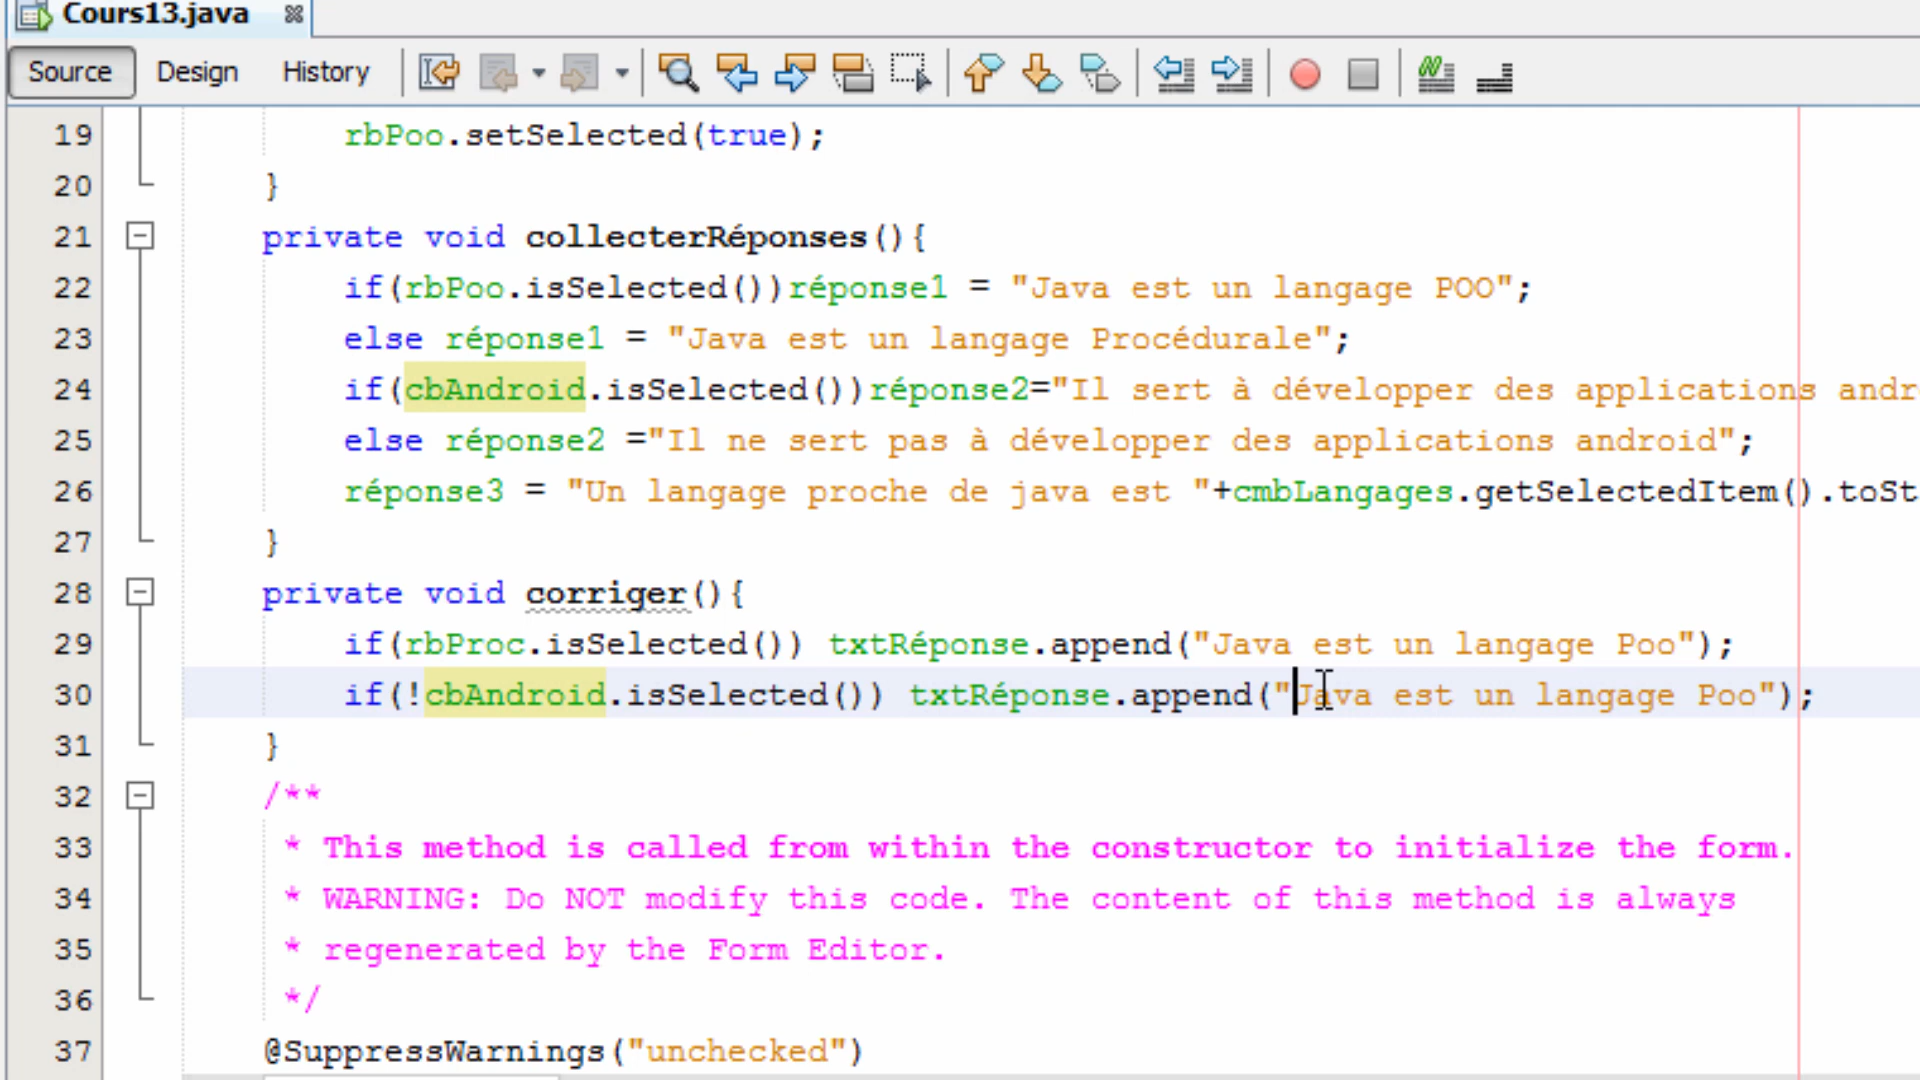 Cours13.java
Source Design History
19 rbPoo.setSelected(true);
20 }
21 private void collecterRéponses(){
22 if(rbPoo.isSelected())réponse1 = "Java est un langage POO";
23 else réponse1 = "Java est un langage Procédurale";
24 if(cbAndroid.isSelected())réponse2="Il sert à développer des applications andr
25 else réponse2 ="Il ne sert pas à développer des applications android";
26 réponse3 = "Un langage proche de java est "+cmbLangages.getSelectedItem().toSt
27 }
28 private void corriger(){
29 if(rbProc.isSelected()) txtRéponse.append("Java est un langage Poo");
30 if(!cbAndroid.isSelected()) txtRéponse.append("Java est un langage Poo");
31 }
32 /**
33 * This method is called from within the constructor to initialize the form.
34 * WARNING: Do NOT modify this code. The content of this method is always
35 * regenerated by the Form Editor.
36 */
37 @SuppressWarnings("unchecked")